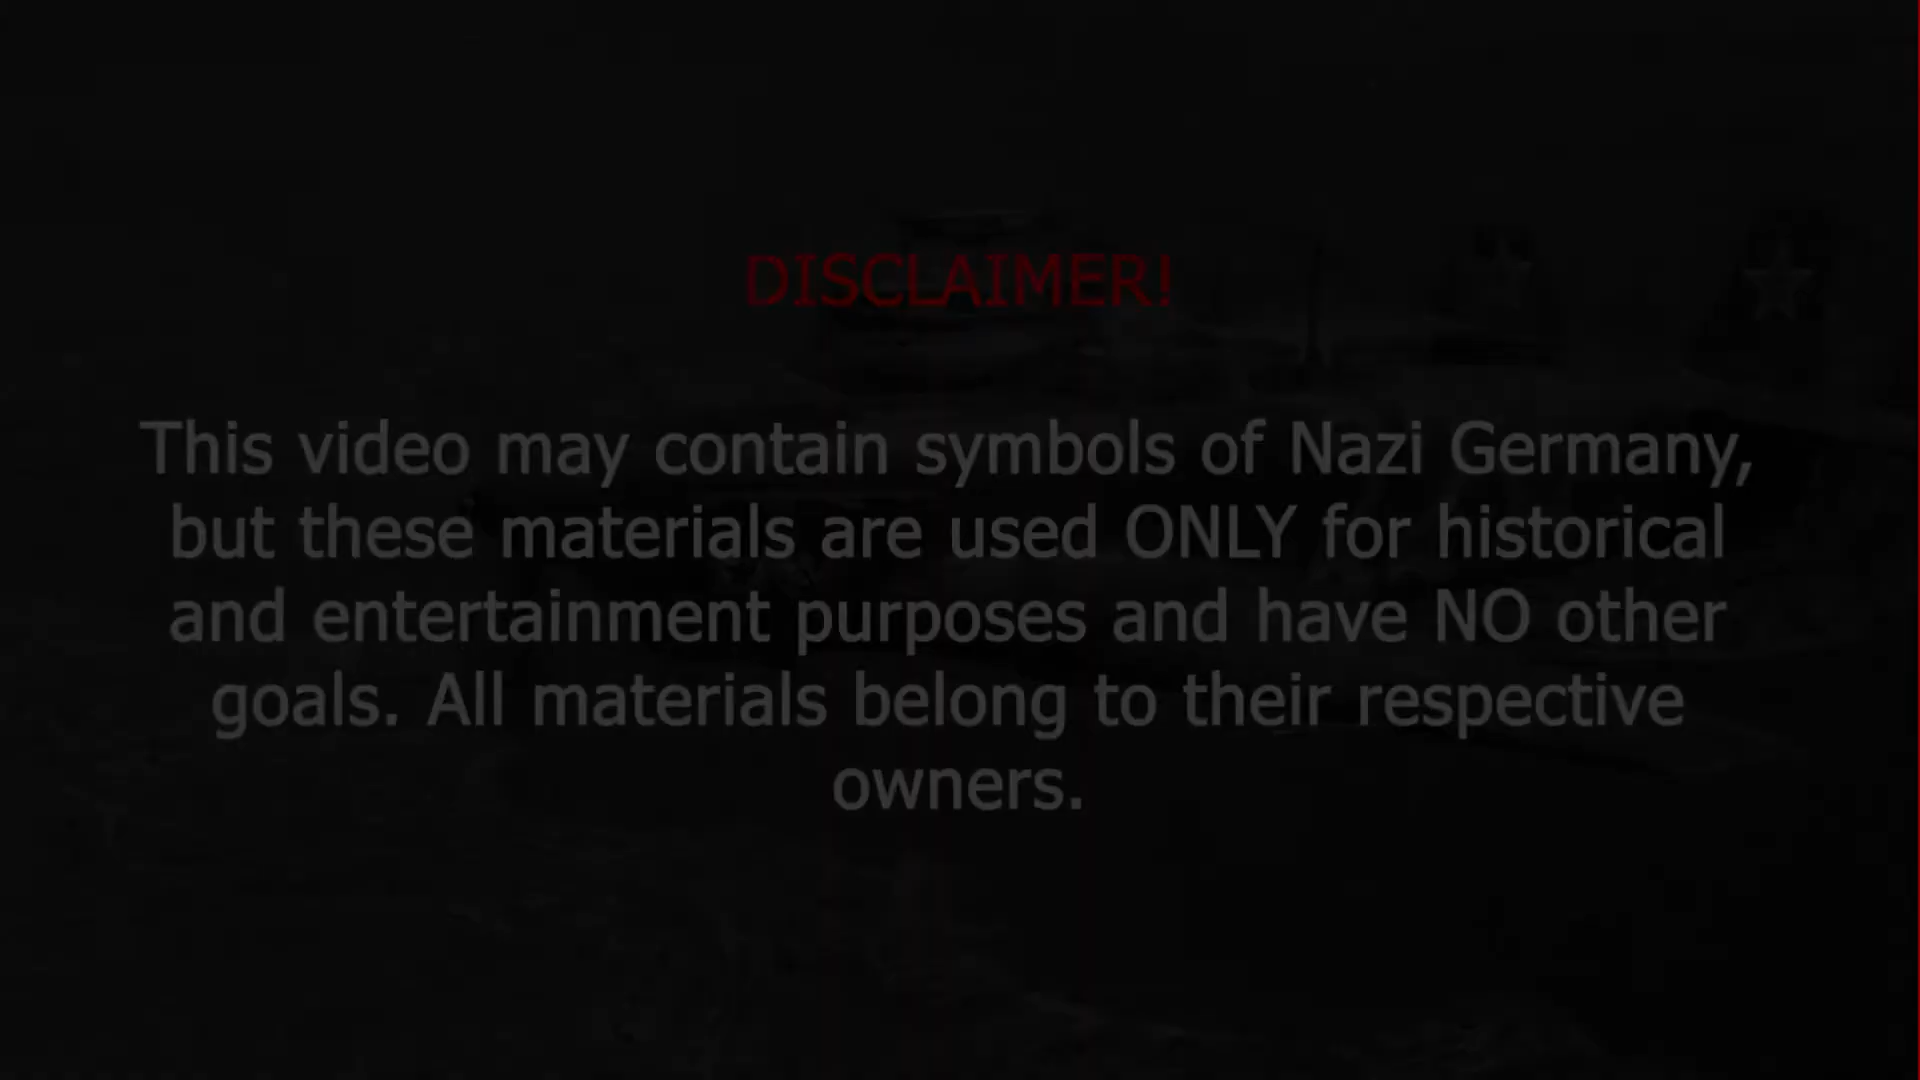 DISCLAIMER!
This video may contain symbols of Nazi Germany,
but these materials are used ONLY for historical
and entertainment purposes and have NO other
goals. All materials belong to their respective
owners.